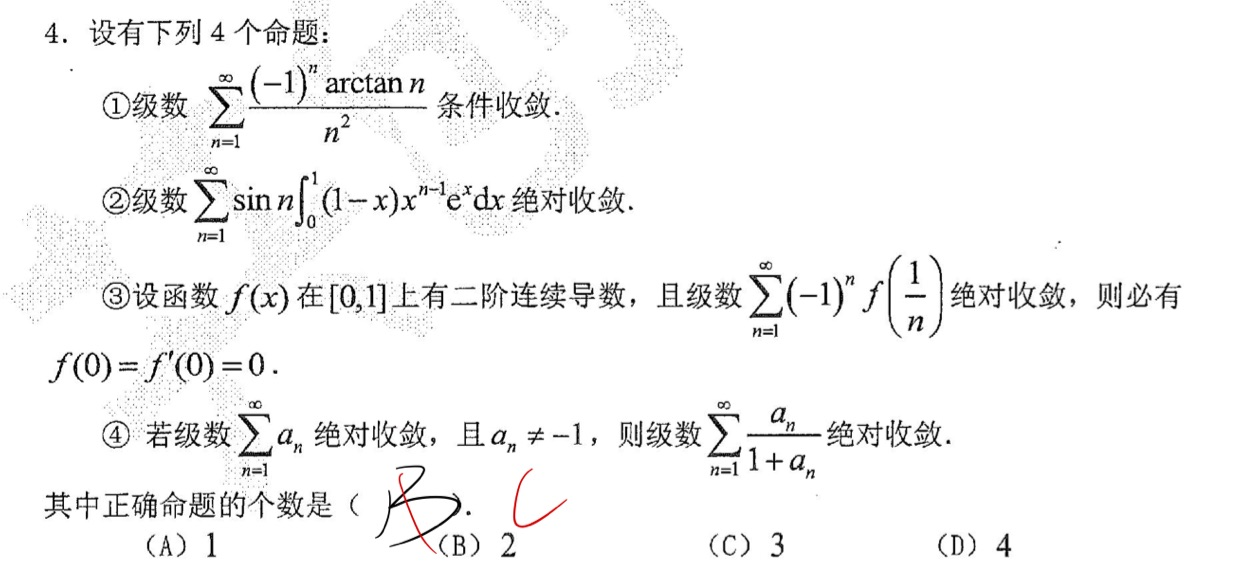 4. 设有下列 4 个命题:
①级数 $\sum_{n=1}^{\infty}\frac{(-1)^n \arctan n}{n^2}$ 条件收敛.
②级数 $\sum_{n=1}^{\infty}\sin n\int_0^1(1-x)x^{n-1}\mathrm{e}^x\mathrm{d}x$ 绝对收敛.
③设函数 $f(x)$ 在 $[0,1]$ 上有二阶连续导数，且级数 $\sum_{n=1}^{\infty}(-1)^n f\left(\frac{1}{n}\right)$ 绝对收敛，则必有
$f(0)=f'(0)=0$.
④ 若级数 $\sum_{n=1}^{\infty}a_n$ 绝对收敛，且 $a_n\neq-1$，则级数 $\sum_{n=1}^{\infty}\frac{a_n}{1+a_n}$ 绝对收敛.
其中正确命题的个数是（ B ）. C
（A）1 （B）2 （C）3 （D）4